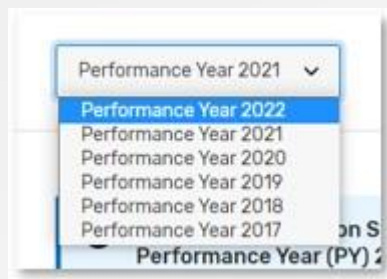 Performance Year 2021
Performance Year 2022
Performance Year 2021
Performance Year 2020
Performance Year 2019
Performance Year 2018
Performance Year 2017
on S
Performance Year (PY)